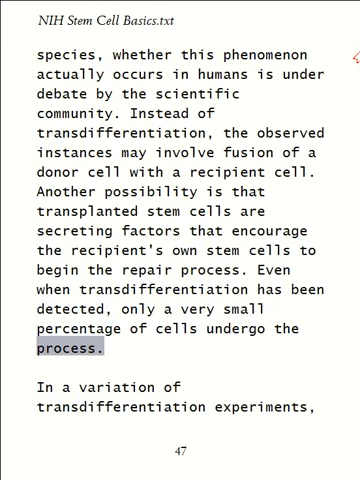 NIH Stem Cell Basics.txt
species, whether this phenomenon
actually occurs in humans is under
debate by the scientific
community. Instead of
transdifferentiation, the observed
instances may involve fusion of a
donor cell with a recipient cell.
Another possibility is that
transplanted stem cells are
secreting factors that encourage
the recipient's own stem cells to
begin the repair process. Even
when transdifferentiation has been
detected, only a very small
percentage of cells undergo the
process.
In a variation of
transdifferentiation experiments,
47